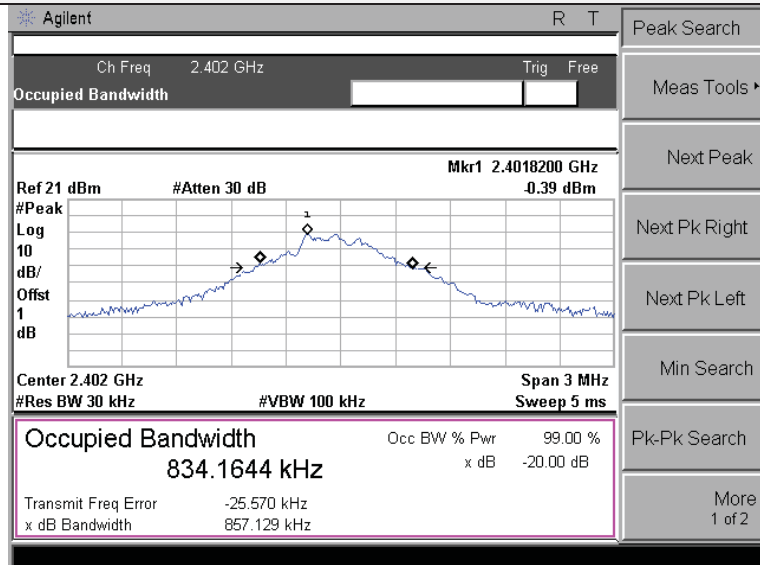 Agilent R T
Peak Search
Ch Freq 2.402 GHz Trig Free
Occupied Bandwidth
Meas Tools
Next Peak
Mkr1 2.4018200 GHz
Ref 21 dBm #Atten 30 dB -0.39 dBm
#Peak
Log
10
dB/
Offst
1
dB
1
Next Pk Right
Next Pk Left
Center 2.402 GHz Span 3 MHz
#Res BW 30 kHz #VBW 100 kHz Sweep 5 ms
Min Search
Occupied Bandwidth Occ BW % Pwr 99.00 %
834.1644 kHz x dB -20.00 dB
Pk-Pk Search
Transmit Freq Error -25.570 kHz
x dB Bandwidth 857.129 kHz
More
1 of 2